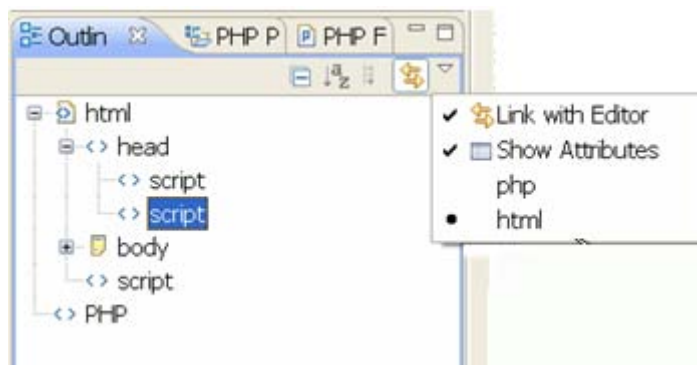 Outlin PHP P PHP F
html
head
script
script
body
script
PHP
Link with Editor
Show Attributes
php
html